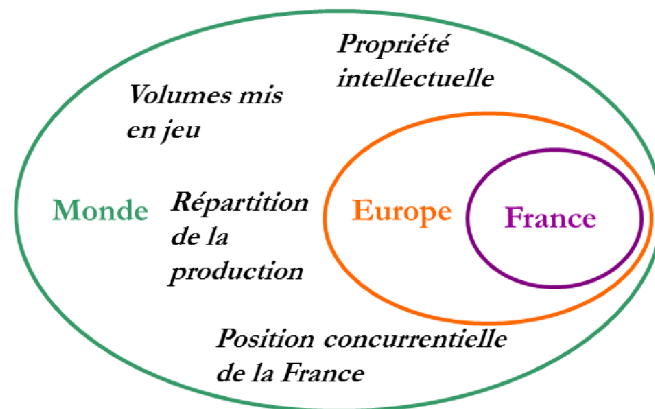 Propriété
intellectuelle
Volumes mis
en jeu
Monde
Répartition
de la
production
Europe
France
Position concurrentielle
de la France